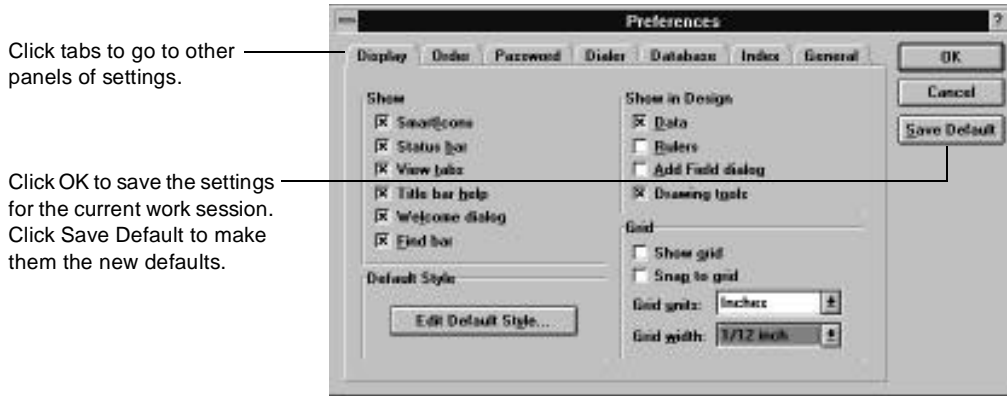 Preferences
?
Click tabs to go to other
panels of settings.
Display Order Password Dialer Database Index General
OK
Cancel
Save Default
Show
SmartIcons
Status bar
View tabs
Title bar help
Welcome dialog
Find bar
Show in Design
Data
Rulers
Add Field dialog
Drawing tools
Click OK to save the settings
for the current work session.
Click Save Default to make
them the new defaults.
Default Style
Edit Default Style...
Grid
Show grid
Snap to grid
Grid units: Inches
Grid width: 1/12 inch